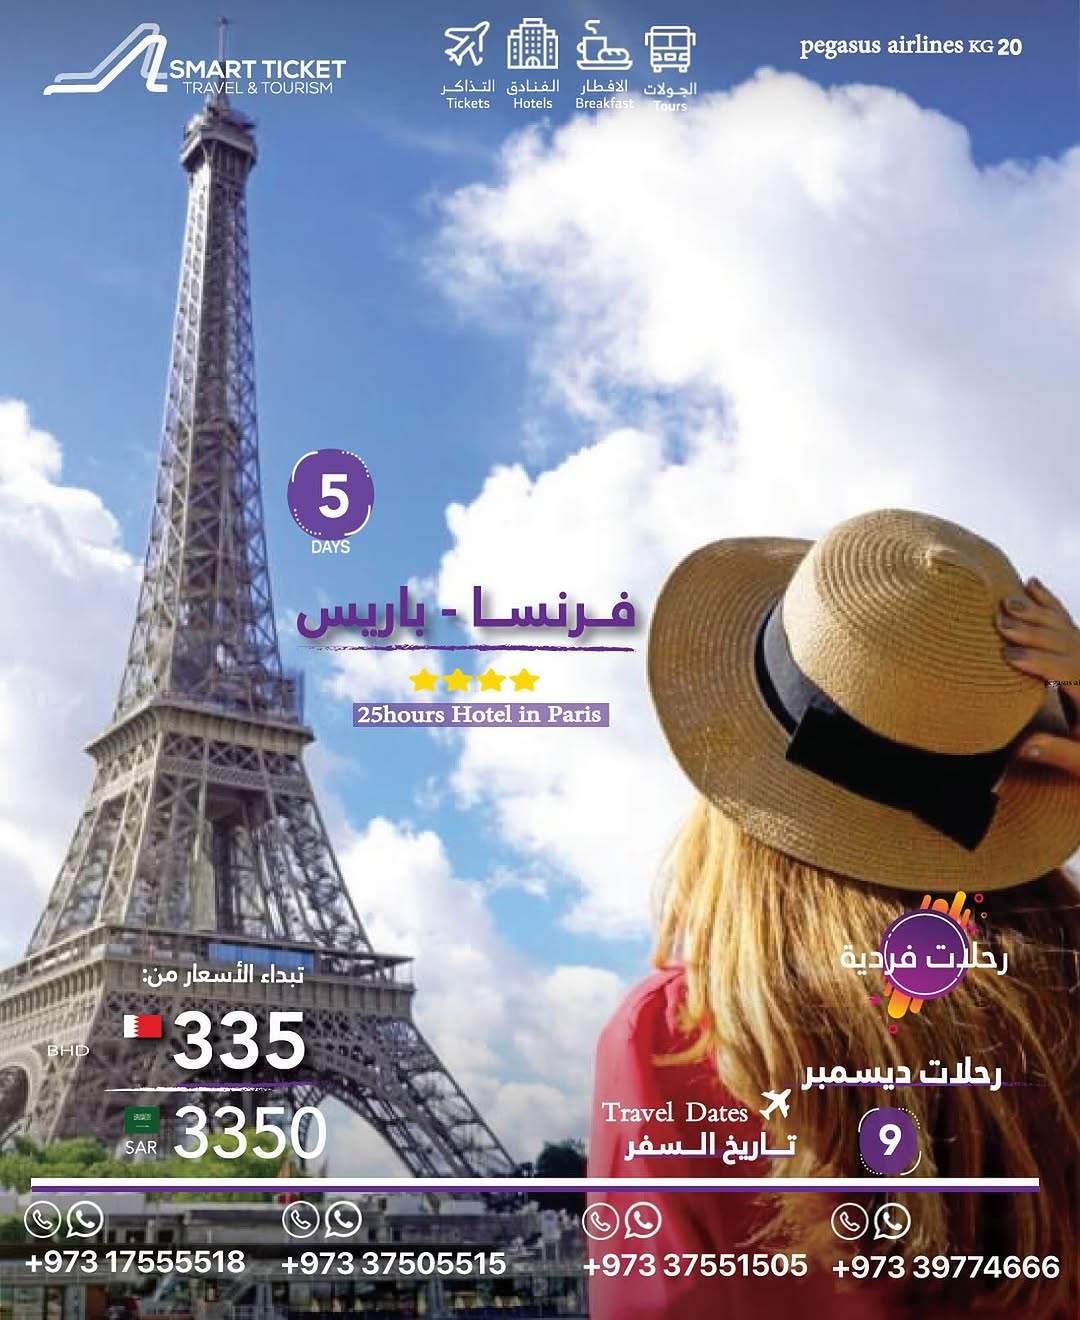 SMART TICKET
TRAVEL & TOURISM
التذاكر
Tickets
الفنادق
Hotels
الافطار
Breakfast
الجولات
Tours
pegasus airlines KG 20
5
DAYS
فرنسا - باريس
25hours Hotel in Paris
pegasus ai
رحلات فردية
تبداء الأسعار من:
BHD 335
SAR 3350
رحلات ديسمبر
Travel Dates
تاريخ السفر
9
+973 17555518
+973 37505515
+973 37551505
+973 39774666